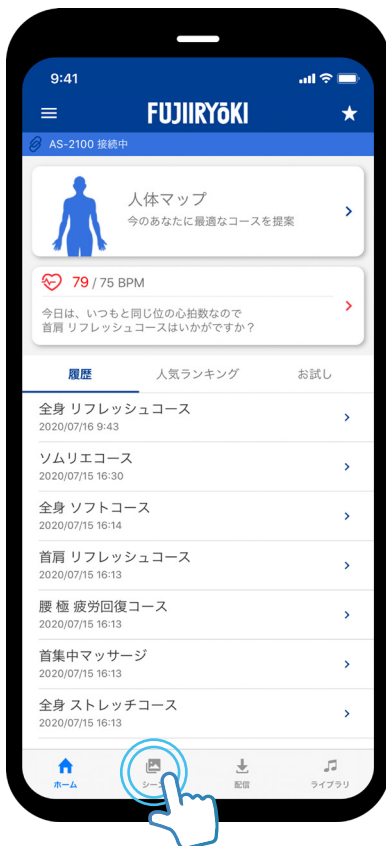 9:41
FUJIIRYōKI
AS-2100 接続中
人体マップ
今のあなたに最適なコースを提案
79 / 75 BPM
今日は、いつもと同じ位の心拍数なので
首肩 リフレッシュコースはいかがですか？
履歴 人気ランキング お試し
全身 リフレッシュコース
2020/07/16 9:43
ソムリエコース
2020/07/15 16:30
全身 ソフトコース
2020/07/15 16:14
首肩 リフレッシュコース
2020/07/15 16:13
腰 極 疲労回復コース
2020/07/15 16:13
首集中マッサージ
2020/07/15 16:13
全身 ストレッチコース
2020/07/15 16:13
ホーム 配信 ライブラリ